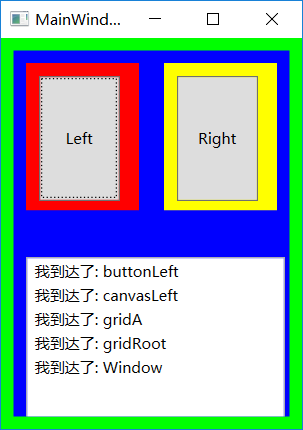 MainWind...
Left
Right
我到达了: buttonLeft
我到达了: canvasLeft
我到达了: gridA
我到达了: gridRoot
我到达了: Window